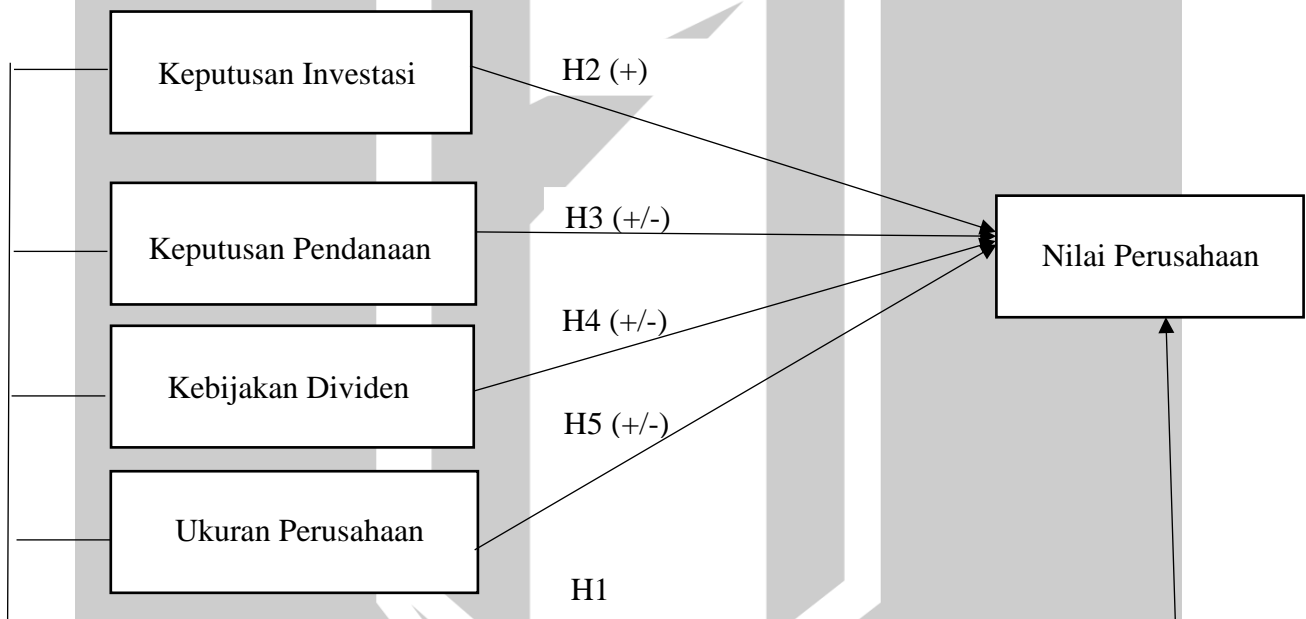 Keputusan Investasi
H2 (+)
Keputusan Pendanaan
H3 (+/-)
Nilai Perusahaan
Kebijakan Dividen
H4 (+/-)
H5 (+/-)
Ukuran Perusahaan
H1